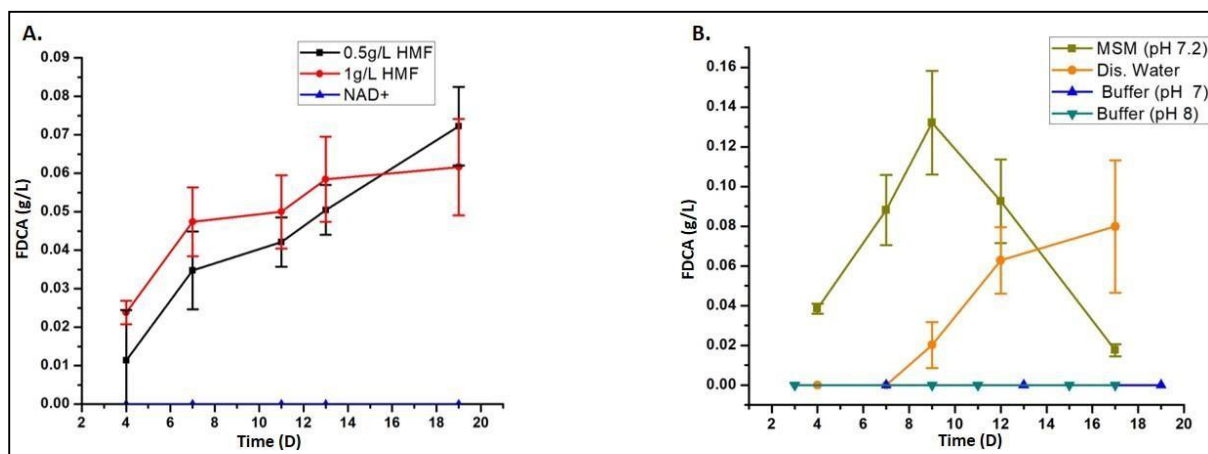 A.
0.5g/L HMF
1g/L HMF
NAD+
FDCA (g/L)
0.09
0.08
0.07
0.06
0.05
0.04
0.03
0.02
0.01
0.00
2 4 6 8 10 12 14 16 18 20
Time (D)
B.
MSM (pH 7.2)
Dis. Water
Buffer (pH 7)
Buffer (pH 8)
FDCA (g/L)
0.16
0.14
0.12
0.10
0.08
0.06
0.04
0.02
0.00
2 4 6 8 10 12 14 16 18 20
Time (D)